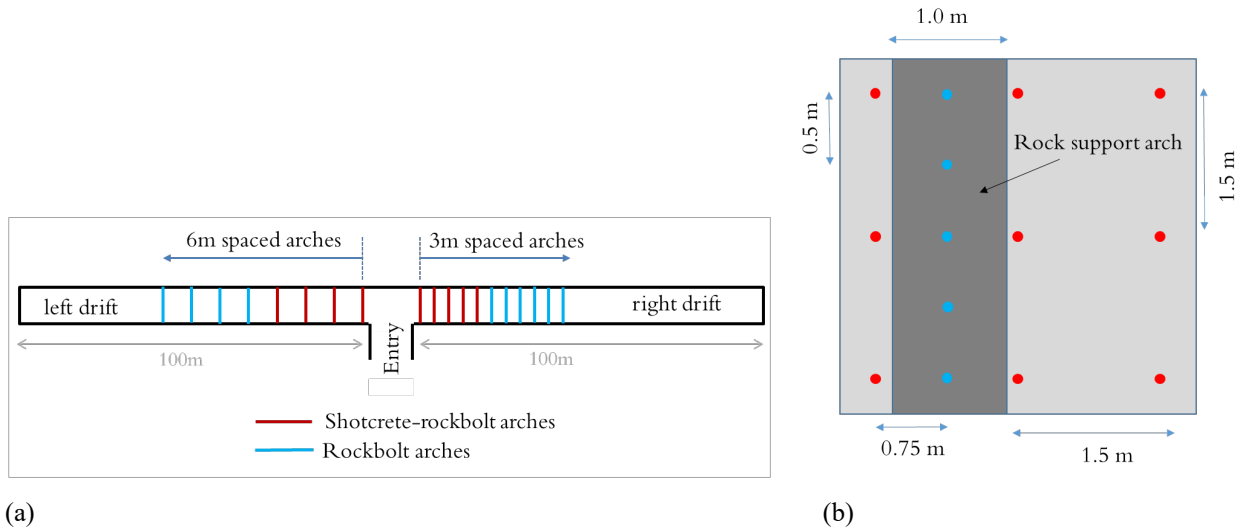 6m spaced arches
3m spaced arches
left drift
right drift
100m
Entry
100m
Shotcrete-rockbolt arches
Rockbolt arches
(a)
1.0 m
0.5 m
Rock support arch
1.5 m
0.75 m
1.5 m
(b)